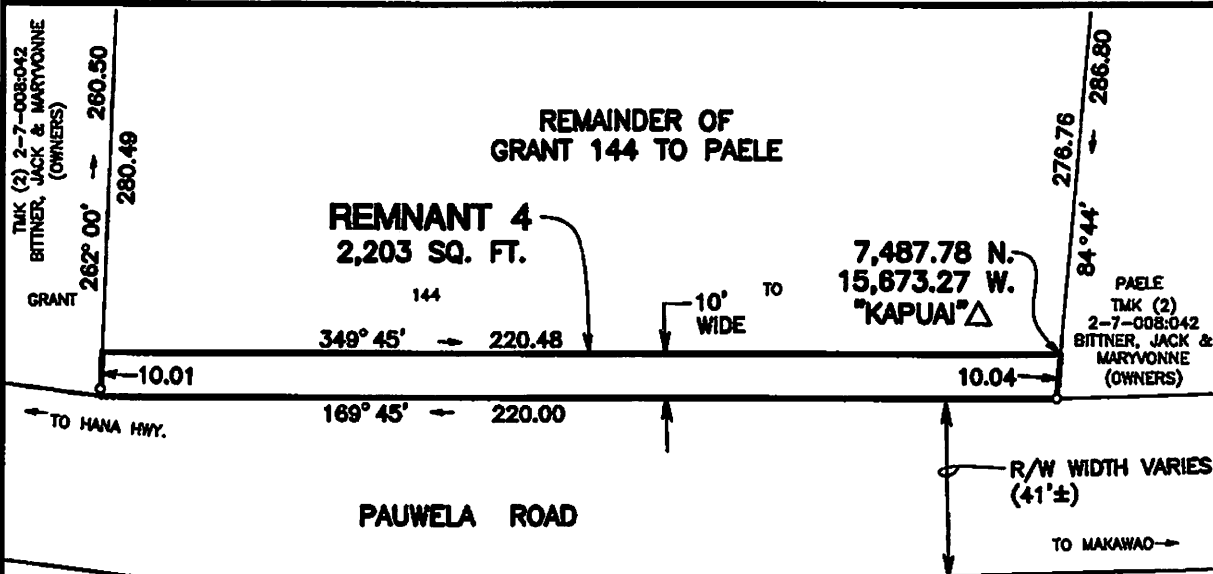 TMK (2) 2-7-008:042
BITTNER, JACK & MARYVONNE
(OWNERS)
262° 00' → 260.50
280.49
GRANT
REMAINDER OF
GRANT 144 TO PAELE
REMNANT 4
2,203 SQ. FT.
144
10'
WIDE
TO
7,487.78 N.
15,673.27 W.
"KAPUAI"△
84°44' ← 286.80
276.76
PAELE
TMK (2)
2-7-008:042
BITTNER, JACK &
MARYVONNE
(OWNERS)
349° 45' → 220.48
10.01
10.04
169° 45' ← 220.00
← TO HANA HWY.
R/W WIDTH VARIES
(41'±)
PAUWELA ROAD
TO MAKAWAO →